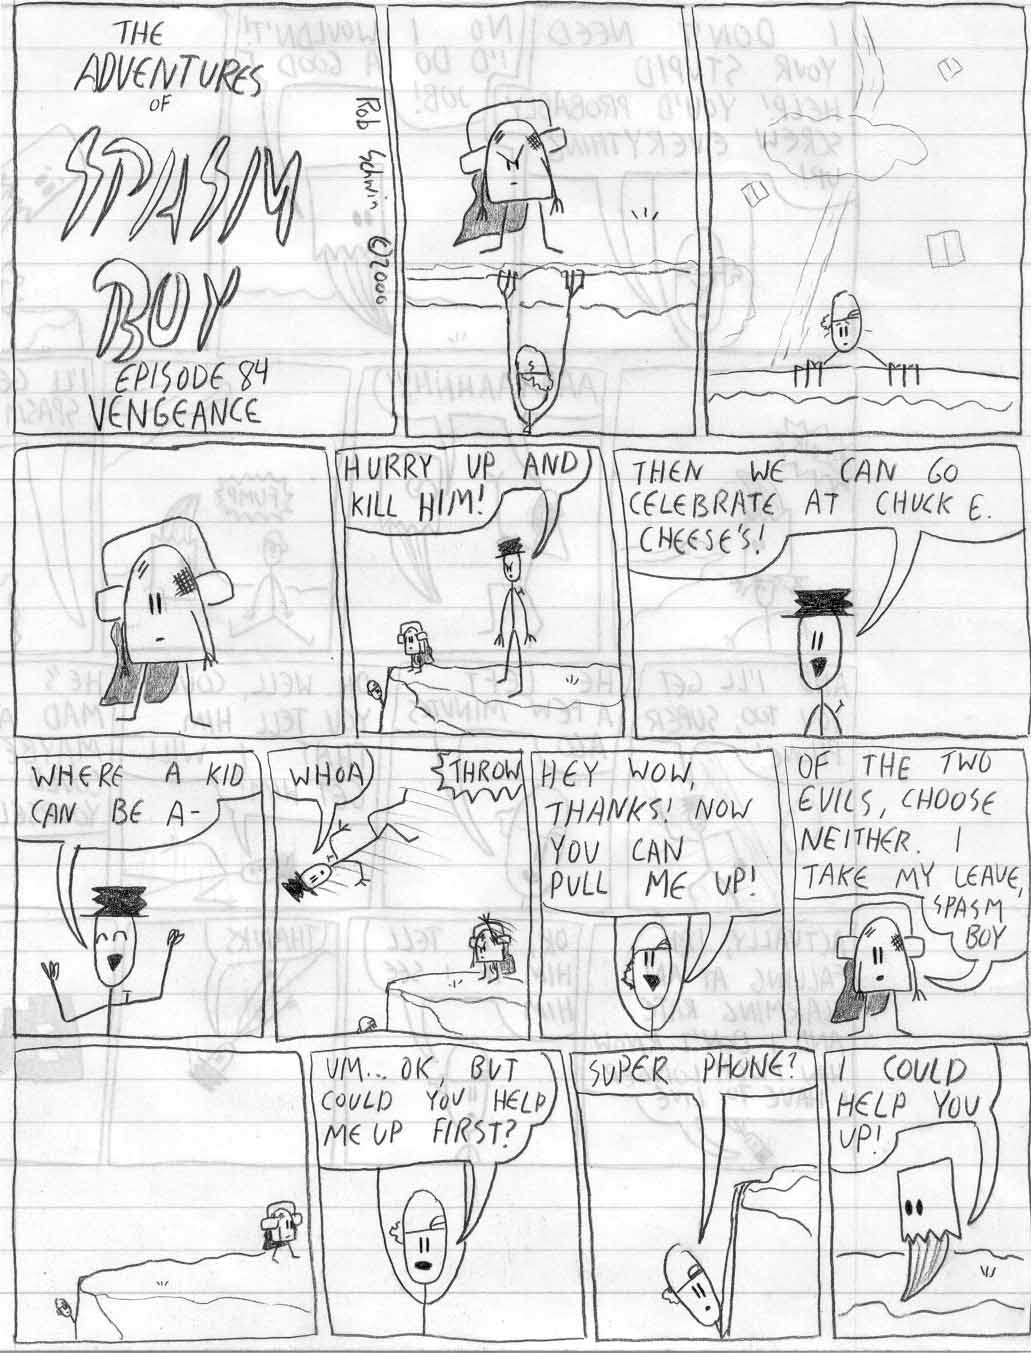 THE
ADVENTURES
OF
SPASM
BOY
EPISODE 84
VENGEANCE
Rob Schwin ©2006
HURRY UP AND
KILL HIM!
THEN WE CAN GO
CELEBRATE AT CHUCK E.
CHEESE'S!
WHERE A KID
CAN BE A-
WHOA
THROW
HEY WOW,
THANKS! NOW
YOU CAN
PULL ME UP!
OF THE TWO
EVILS, CHOOSE
NEITHER. I
TAKE MY LEAVE,
SPASM
BOY
UM... OK, BUT
COULD YOU HELP
ME UP FIRST?
SUPER PHONE?
I COULD
HELP YOU
UP!